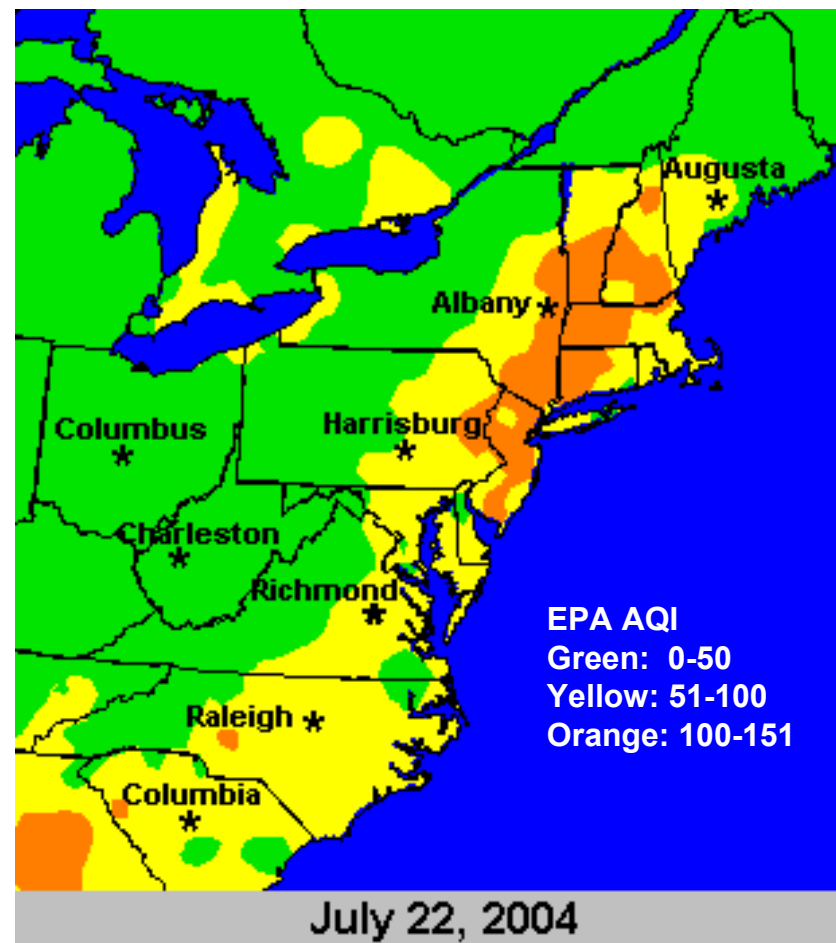 Augusta
Albany
Harrisburg
Columbus
Charleston
Richmond
EPA AQI
Green: 0-50
Yellow: 51-100
Orange: 100-151
Raleigh
Columbia
July 22, 2004